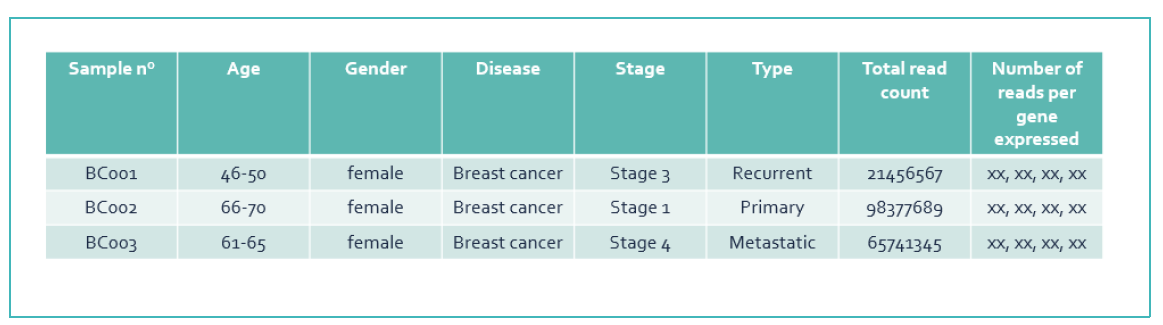 Sample nº Age Gender Disease Stage Type Total read count Number of reads per gene expressed
BC001 46-50 female Breast cancer Stage 3 Recurrent 21456567 xx, xx, xx, xx
BC002 66-70 female Breast cancer Stage 1 Primary 98377689 xx, xx, xx, xx
BC003 61-65 female Breast cancer Stage 4 Metastatic 65741345 xx, xx, xx, xx